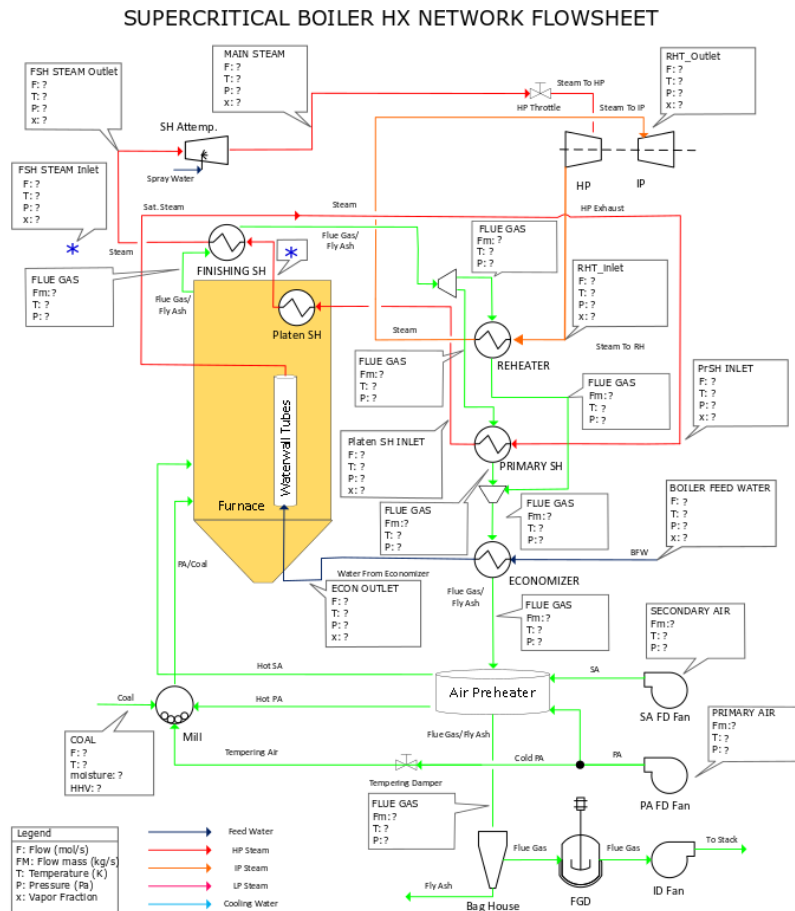 SUPERCRITICAL BOILER HX NETWORK FLOWSHEET
MAIN STEAM
F: ?
T: ?
P: ?
x: ?
FSH STEAM Outlet
F: ?
T: ?
P: ?
x: ?
RHT_Outlet
F: ?
T: ?
P: ?
x: ?
Steam To HP
HP Throttle
Steam To IP
SH Attemp.
Spray Water
FSH STEAM Inlet
F: ?
T: ?
P: ?
x: ?
*
HP
IP
Sat. Steam
Steam
HP Exhaust
Steam
Flue Gas/
Fly Ash
*
FLUE GAS
Fm: ?
T: ?
P: ?
FINISHING SH
FLUE GAS
Fm:?
T: ?
P: ?
Flue Gas/
Fly Ash
RHT_Inlet
F: ?
T: ?
P: ?
x: ?
Platen SH
Steam
Steam To RH
REHEATER
FLUE GAS
Fm:?
T: ?
P: ?
FLUE GAS
Fm:?
T: ?
P: ?
PrSH INLET
F: ?
T: ?
P: ?
x: ?
Waterwall Tubes
Platen SH INLET
F: ?
T: ?
P: ?
x: ?
PRIMARY SH
BOILER FEED WATER
F: ?
T: ?
P: ?
x: ?
Furnace
FLUE GAS
Fm:?
T: ?
P: ?
FLUE GAS
Fm:?
T: ?
P: ?
BFW
PA/Coal
Water From Economizer
ECONOMIZER
ECON OUTLET
F: ?
T: ?
P: ?
x: ?
Flue Gas/
Fly Ash
FLUE GAS
Fm:?
T: ?
P: ?
SECONDARY AIR
Fm:?
T: ?
P: ?
Hot SA
SA
Air Preheater
SA FD Fan
Coal
Hot PA
Mill
PRIMARY AIR
Fm:?
T: ?
P: ?
COAL
F: ?
T: ?
moisture: ?
HHV: ?
Flue Gas/Fly Ash
Tempering Air
Cold PA
PA
Tempering Damper
PA FD Fan
FLUE GAS
Fm:?
T: ?
P: ?
Legend
F: Flow (mol/s)
FM: Flow mass (kg/s)
T: Temperature (K)
P: Pressure (Pa)
x: Vapor Fraction
Feed Water
HP Steam
IP Steam
LP Steam
Cooling Water
Flue Gas
Flue Gas
To Stack
Fly Ash
Bag House
FGD
ID Fan